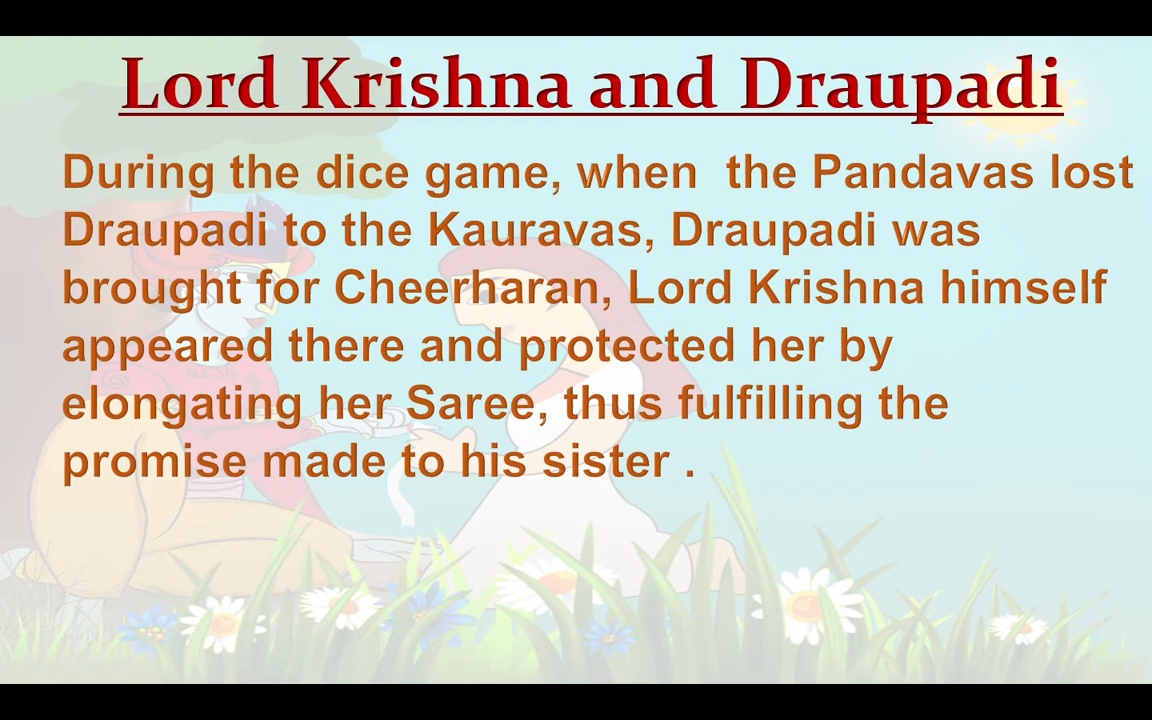 Lord Krishna and Draupadi
During the dice game, when  the Pandavas lost
Draupadi to the Kauravas, Draupadi was
brought for Cheerharan, Lord Krishna himself
appeared there and protected her by
elongating her Saree, thus fulfilling the
promise made to his sister .